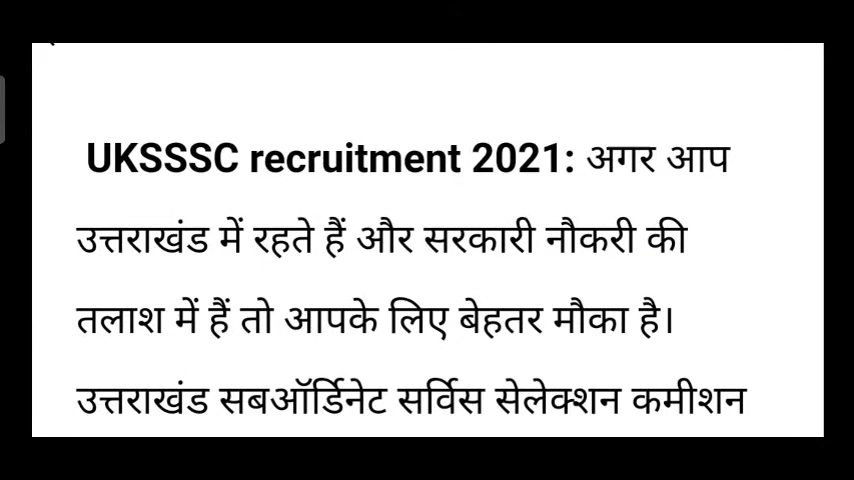 UKSSSC recruitment 2021: अगर आप
उत्तराखंड में रहते हैं और सरकारी नौकरी की
तलाश में हैं तो आपके लिए बेहतर मौका है।
उत्तराखंड सबऑर्डिनेट सर्विस सेलेक्शन कमीशन